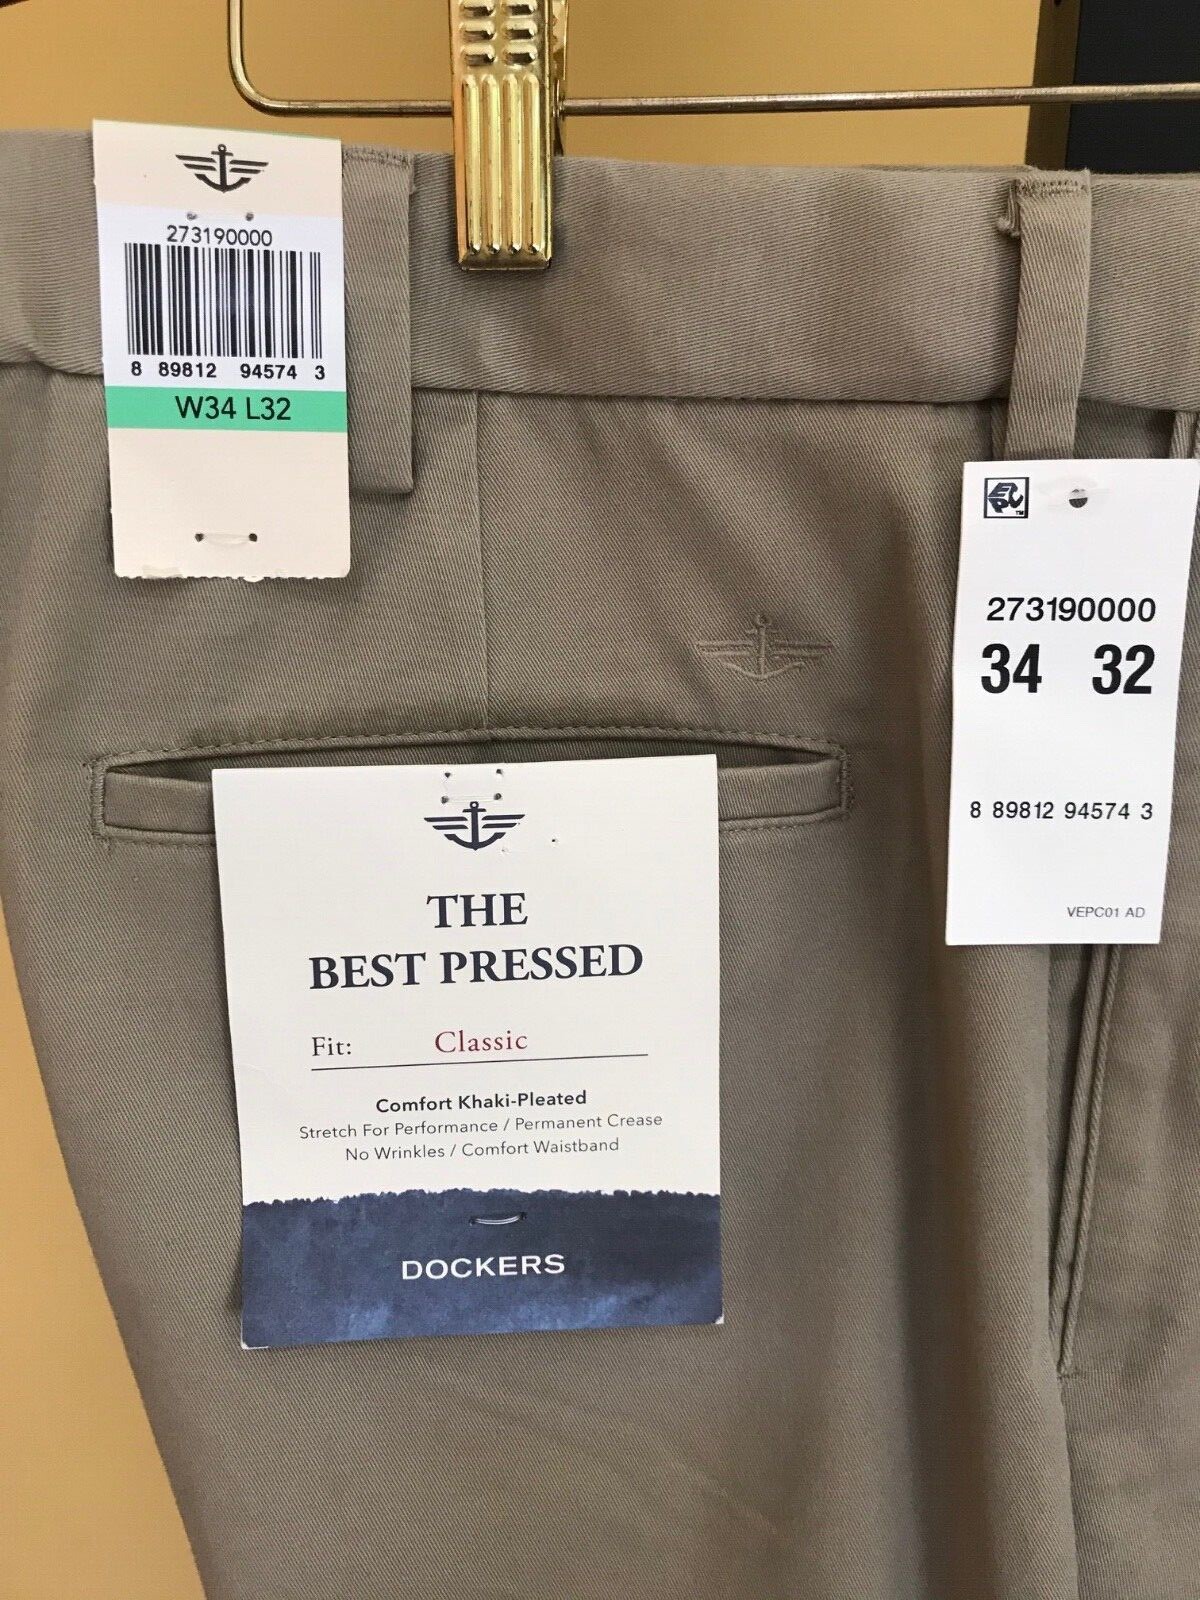 273190000
8 89812 94574 3
W34 L32
EPC™
273190000
34 32
8 89812 94574 3
VEPC01 AD
THE
BEST PRESSED
Fit: Classic
Comfort Khaki-Pleated
Stretch For Performance / Permanent Crease
No Wrinkles / Comfort Waistband
DOCKERS